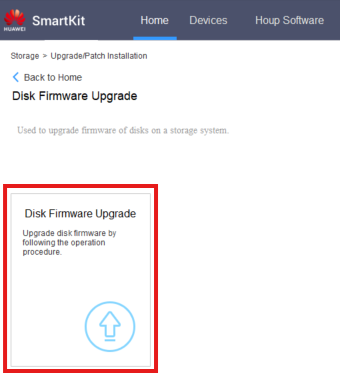 HUAWEI SmartKit Home Devices Houp Software
Storage > Upgrade/Patch Installation
Back to Home
Disk Firmware Upgrade
Used to upgrade firmware of disks on a storage system.
Disk Firmware Upgrade
Upgrade disk firmware by
following the operation
procedure.